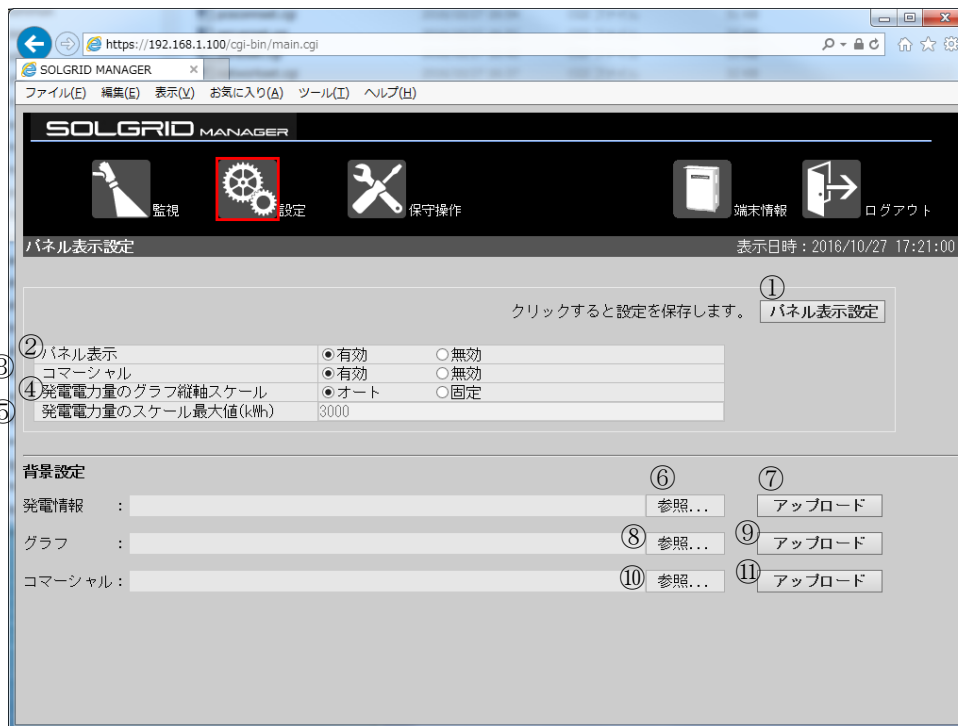 https://192.168.1.100/cgi-bin/main.cgi
SOLGRID MANAGER ×
ファイル(F) 編集(E) 表示(V) お気に入り(A) ツール(T) ヘルプ(H)
SOLGRID MANAGER
監視 設定 保守操作 端末情報 ログアウト
パネル表示設定 表示日時：2016/10/27 17:21:00
①
クリックすると設定を保存します。 パネル表示設定
②パネル表示 有効 無効
③コマーシャル 有効 無効
④発電電力量のグラフ縦軸スケール オート 固定
⑤発電電力量のスケール最大値(kWh) 3000
背景設定
⑥ ⑦
発電情報 : 参照... アップロード
グラフ : ⑧ 参照... ⑨ アップロード
コマーシャル : ⑩ 参照... ⑪ アップロード